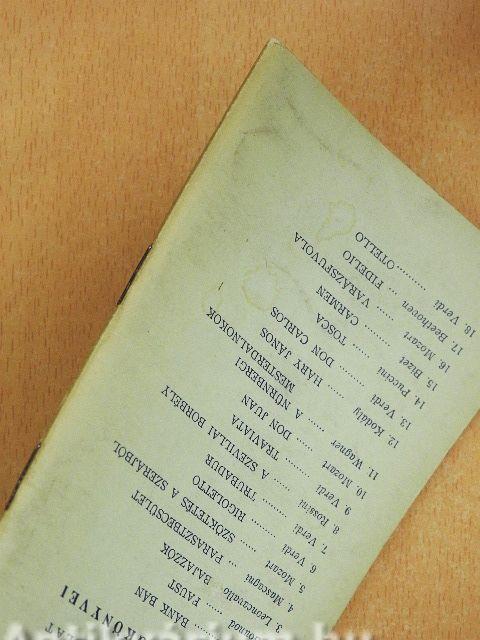 BÁNK BÁN
FAUST
3. Leoncavallo BAJAZZÓK
4. Mascagni ... PARASZTBECSÜLET
5. Mozart ... SZÖKTETÉS A SZERÁJBÓL
6. Verdi ...... RIGOLETTO
7. Verdi ...... TRUBADUR
8. Rossini ..... A SZEVILLAI BORBÉLY
9. Verdi ...... TRAVIATA
10. Mozart ..... DON JUAN
11. Wagner .... A NÜRNBERGI
MESTERDALNOKOK
12. Kodály ..... HÁRY JÁNOS
13. Verdi ...... DON CARLOS
14. Puccini ..... TOSCA
15. Bizet ....... CARMEN
16. Mozart ..... VARÁZSFUVOLA
17. Beethoven ... FIDELIO
18. Verdi ....... OTELLO